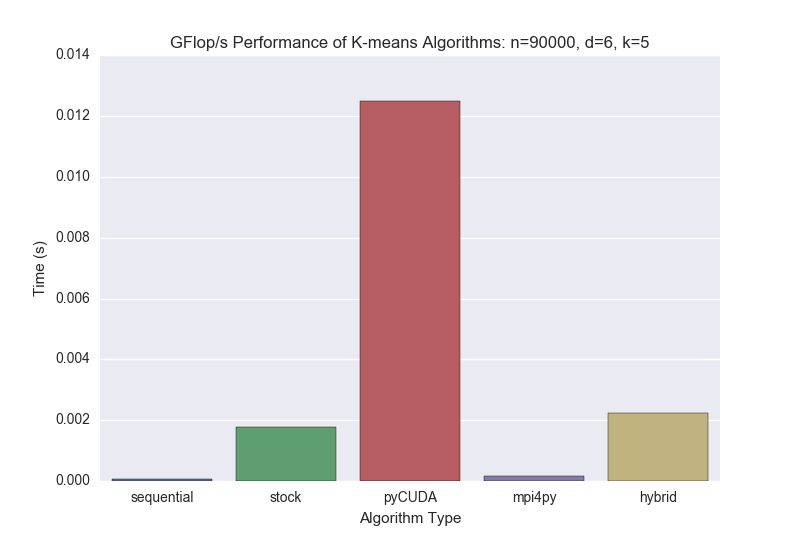 GFlop/s Performance of K-means Algorithms: n=90000, d=6, k=5
0.014
0.012
0.010
0.008
0.006
0.004
0.002
0.000
Time (s)
sequential stock pyCUDA mpi4py hybrid
Algorithm Type